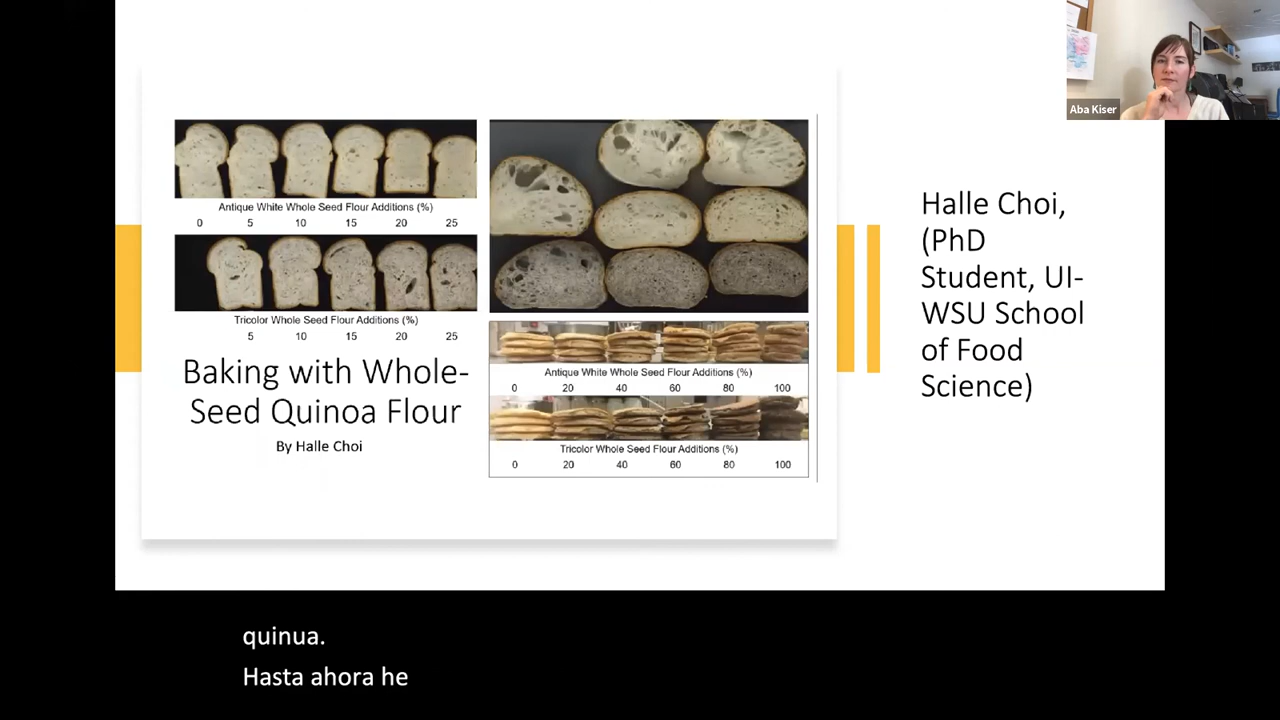 Antique White Whole Seed Flour Additions (%)
0 5 10 15 20 25
Tricolor Whole Seed Flour Additions (%)
5 10 15 20 25
Baking with Whole-
Seed Quinoa Flour
By Halle Choi
Antique White Whole Seed Flour Additions (%)
0 20 40 60 80 100
Tricolor Whole Seed Flour Additions (%)
0 20 40 60 80 100
Halle Choi,
(PhD
Student, UI-
WSU School
of Food
Science)
Aba Kiser
quinua.
Hasta ahora he